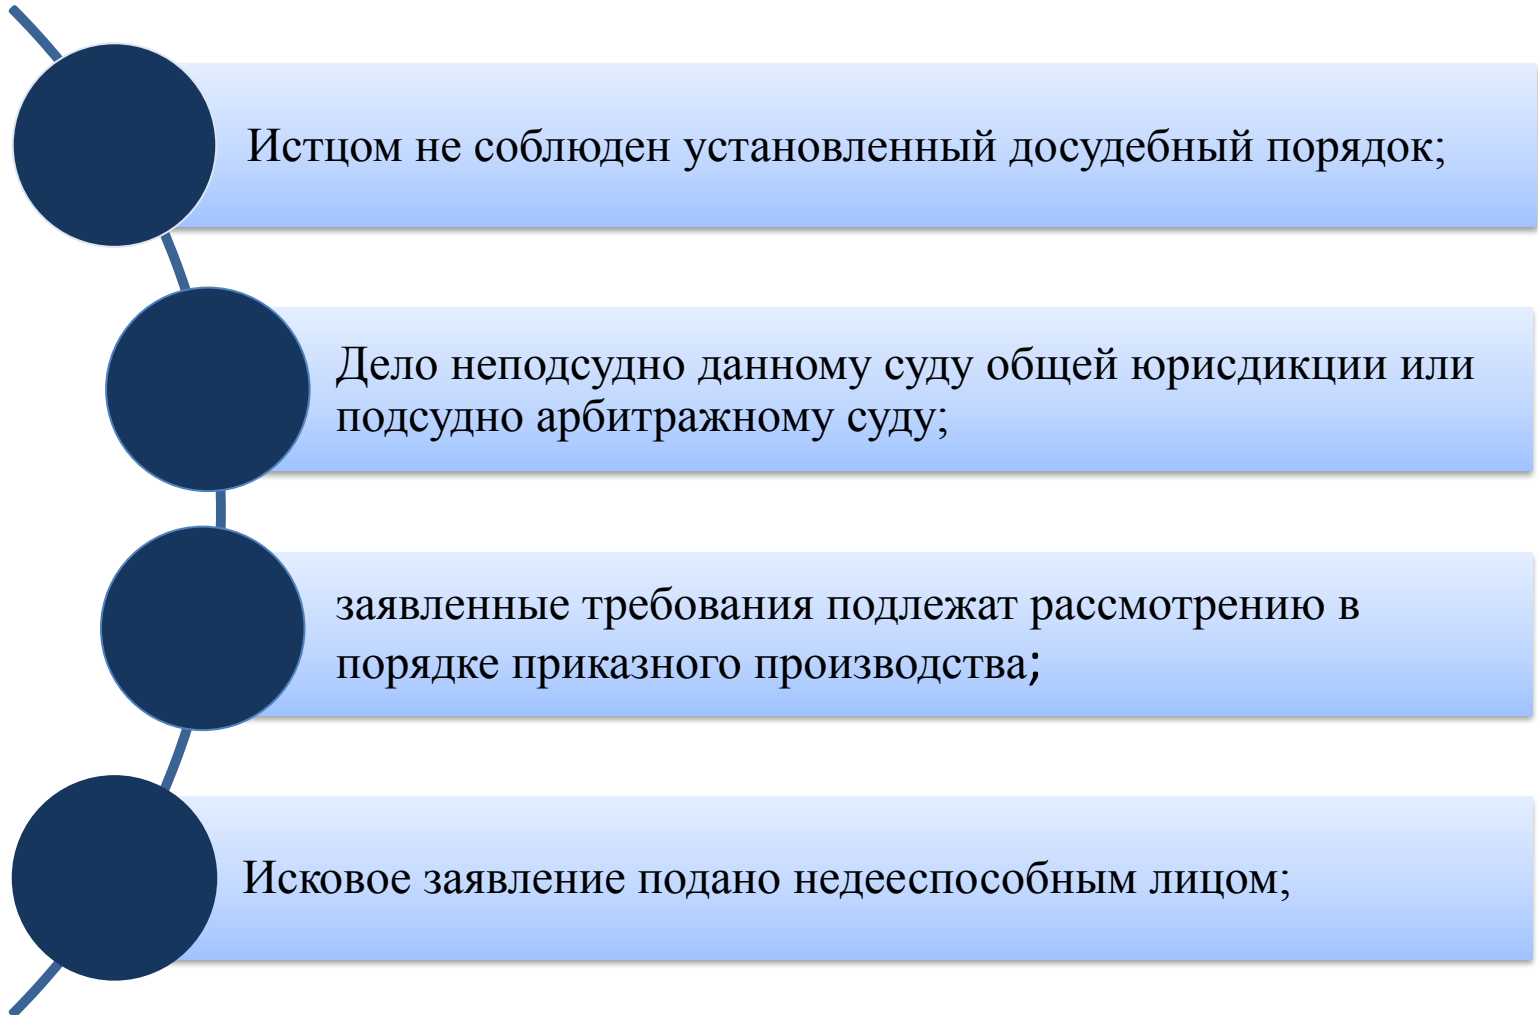 Истцом не соблюден установленный досудебный порядок;
Дело неподсудно данному суду общей юрисдикции или
подсудно арбитражному суду;
заявленные требования подлежат рассмотрению в
порядке приказного производства;
Исковое заявление подано недееспособным лицом;